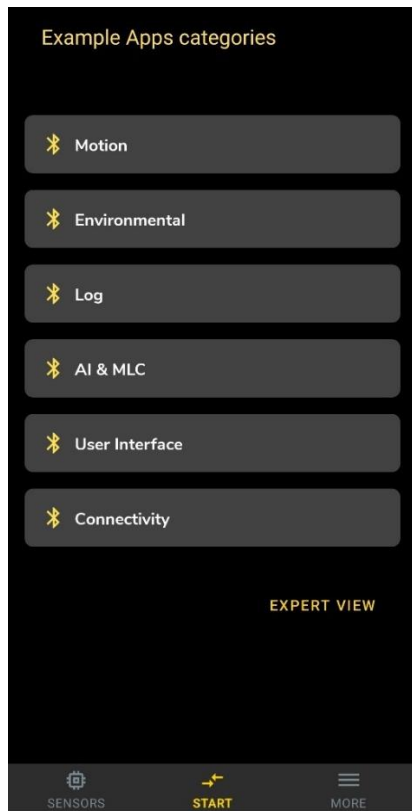 Example Apps categories
Motion
Environmental
Log
AI & MLC
User Interface
Connectivity
EXPERT VIEW
SENSORS
START
MORE